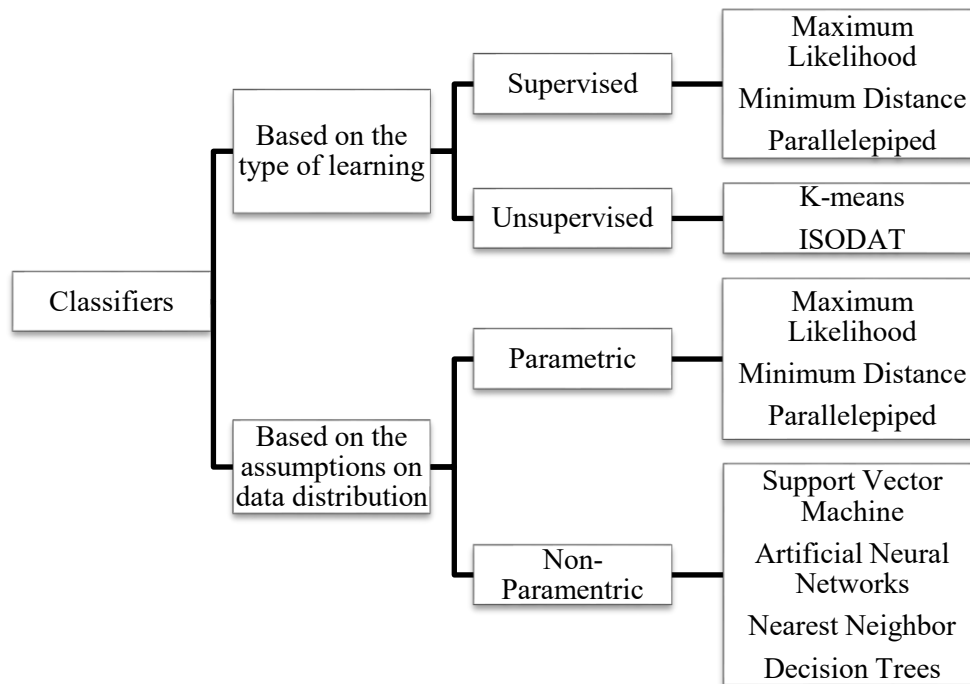 Classifiers
Based on the
type of learning
Supervised
Maximum
Likelihood
Minimum Distance
Parallelepiped
Unsupervised
K-means
ISODAT
Based on the
assumptions on
data distribution
Parametric
Maximum
Likelihood
Minimum Distance
Parallelepiped
Non-
Paramentric
Support Vector
Machine
Artificial Neural
Networks
Nearest Neighbor
Decision Trees